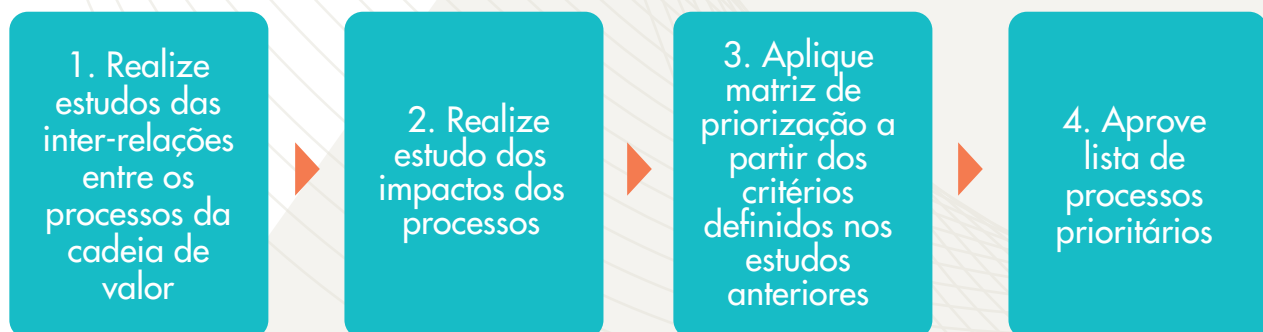 1. Realize
estudos das
inter-relações
entre os
processos da
cadeia de
valor
2. Realize
estudo dos
impactos dos
processos
3. Aplique
matriz de
priorização a
partir dos
critérios
definidos nos
estudos
anteriores
4. Aprove
lista de
processos
prioritários